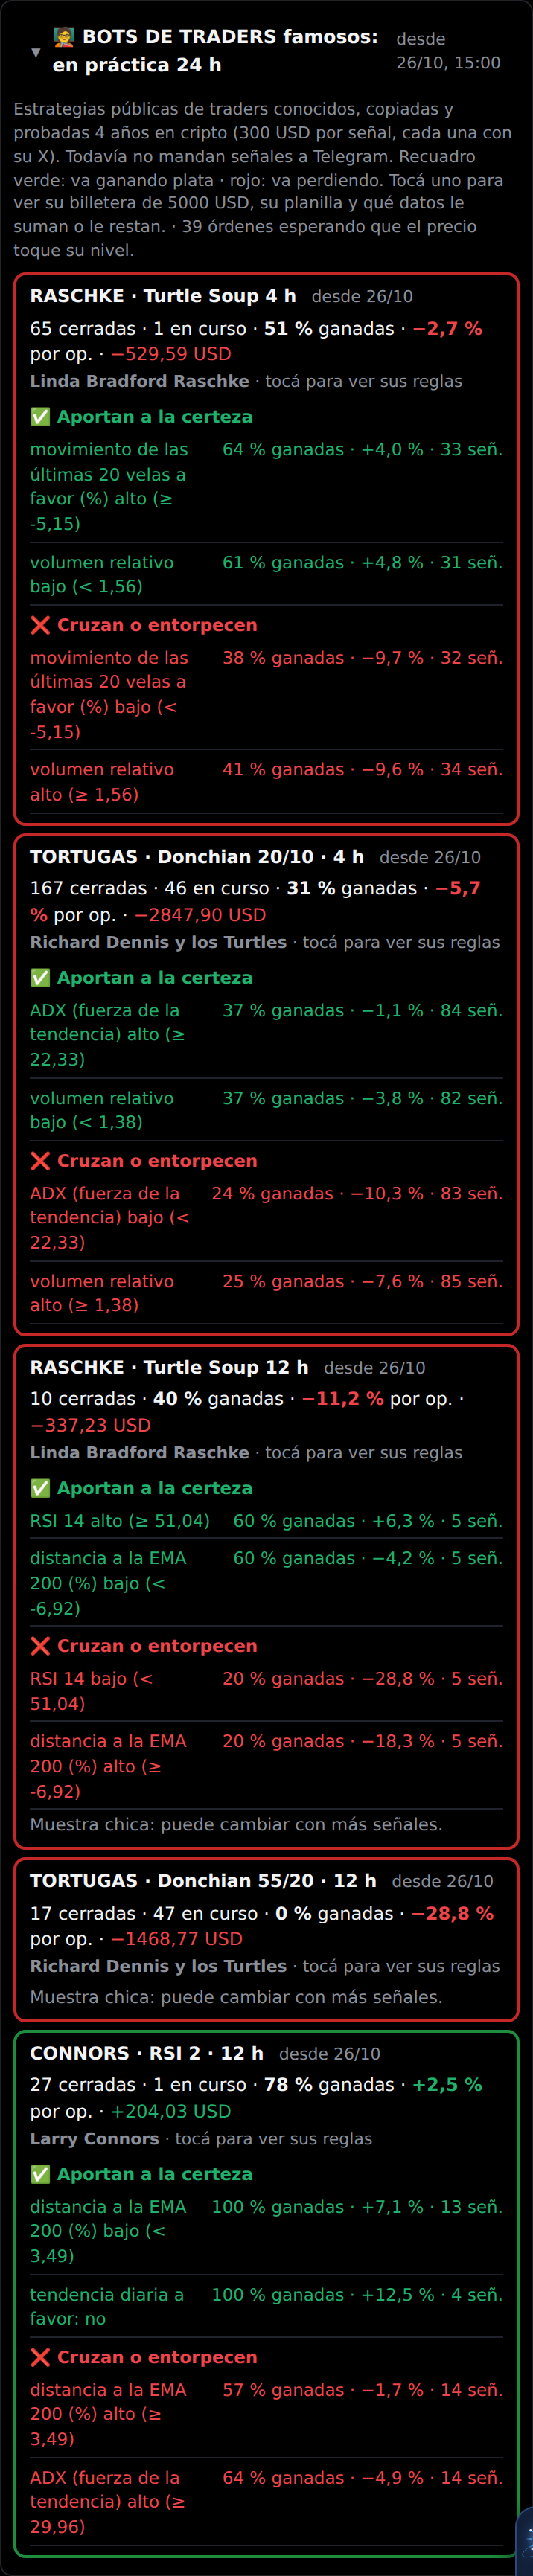 ▼ 🧑‍🏫 BOTS DE TRADERS famosos: desde
en práctica 24 h 26/10, 15:00
Estrategias públicas de traders conocidos, copiadas y
probadas 4 años en cripto (300 USD por señal, cada una con
su X). Todavía no mandan señales a Telegram. Recuadro
verde: va ganando plata · rojo: va perdiendo. Tocá uno para
ver su billetera de 5000 USD, su planilla y qué datos le
suman o le restan. · 39 órdenes esperando que el precio
toque su nivel.
RASCHKE · Turtle Soup 4 h desde 26/10
65 cerradas · 1 en curso · 51 % ganadas · −2,7 %
por op. · −529,59 USD
Linda Bradford Raschke · tocá para ver sus reglas
✅ Aportan a la certeza
movimiento de las 64 % ganadas · +4,0 % · 33 señ.
últimas 20 velas a
favor (%) alto (≥
-5,15)
volumen relativo 61 % ganadas · +4,8 % · 31 señ.
bajo (< 1,56)
❌ Cruzan o entorpecen
movimiento de las 38 % ganadas · −9,7 % · 32 señ.
últimas 20 velas a
favor (%) bajo (<
-5,15)
volumen relativo 41 % ganadas · −9,6 % · 34 señ.
alto (≥ 1,56)
TORTUGAS · Donchian 20/10 · 4 h desde 26/10
167 cerradas · 46 en curso · 31 % ganadas · −5,7
% por op. · −2847,90 USD
Richard Dennis y los Turtles · tocá para ver sus reglas
✅ Aportan a la certeza
ADX (fuerza de la 37 % ganadas · −1,1 % · 84 señ.
tendencia) alto (≥
22,33)
volumen relativo 37 % ganadas · −3,8 % · 82 señ.
bajo (< 1,38)
❌ Cruzan o entorpecen
ADX (fuerza de la 24 % ganadas · −10,3 % · 83 señ.
tendencia) bajo (<
22,33)
volumen relativo 25 % ganadas · −7,6 % · 85 señ.
alto (≥ 1,38)
RASCHKE · Turtle Soup 12 h desde 26/10
10 cerradas · 40 % ganadas · −11,2 % por op. ·
−337,23 USD
Linda Bradford Raschke · tocá para ver sus reglas
✅ Aportan a la certeza
RSI 14 alto (≥ 51,04) 60 % ganadas · +6,3 % · 5 señ.
distancia a la EMA 60 % ganadas · −4,2 % · 5 señ.
200 (%) bajo (<
-6,92)
❌ Cruzan o entorpecen
RSI 14 bajo (< 20 % ganadas · −28,8 % · 5 señ.
51,04)
distancia a la EMA 20 % ganadas · −18,3 % · 5 señ.
200 (%) alto (≥
-6,92)
Muestra chica: puede cambiar con más señales.
TORTUGAS · Donchian 55/20 · 12 h desde 26/10
17 cerradas · 47 en curso · 0 % ganadas · −28,8 %
por op. · −1468,77 USD
Richard Dennis y los Turtles · tocá para ver sus reglas
Muestra chica: puede cambiar con más señales.
CONNORS · RSI 2 · 12 h desde 26/10
27 cerradas · 1 en curso · 78 % ganadas · +2,5 %
por op. · +204,03 USD
Larry Connors · tocá para ver sus reglas
✅ Aportan a la certeza
distancia a la EMA 100 % ganadas · +7,1 % · 13 señ.
200 (%) bajo (<
3,49)
tendencia diaria a 100 % ganadas · +12,5 % · 4 señ.
favor: no
❌ Cruzan o entorpecen
distancia a la EMA 57 % ganadas · −1,7 % · 14 señ.
200 (%) alto (≥
3,49)
ADX (fuerza de la 64 % ganadas · −4,9 % · 14 señ.
tendencia) alto (≥
29,96)